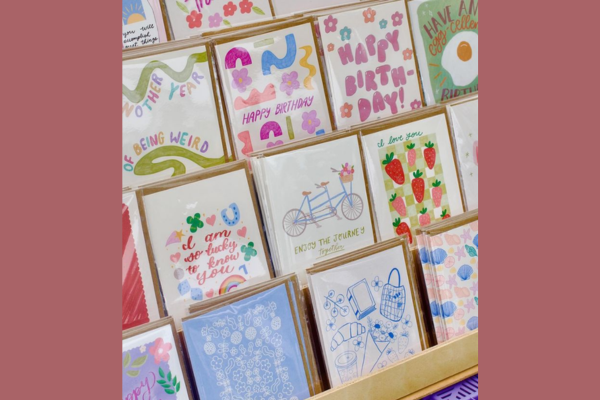 HAVE AN
HAPPY
BIRTH-
DAY!
ANOTHER YEAR
OF BEING WEIRD
HAPPY BIRTHDAY
I love you
ENJOY THE JOURNEY
together
I am
so lucky
to know
you